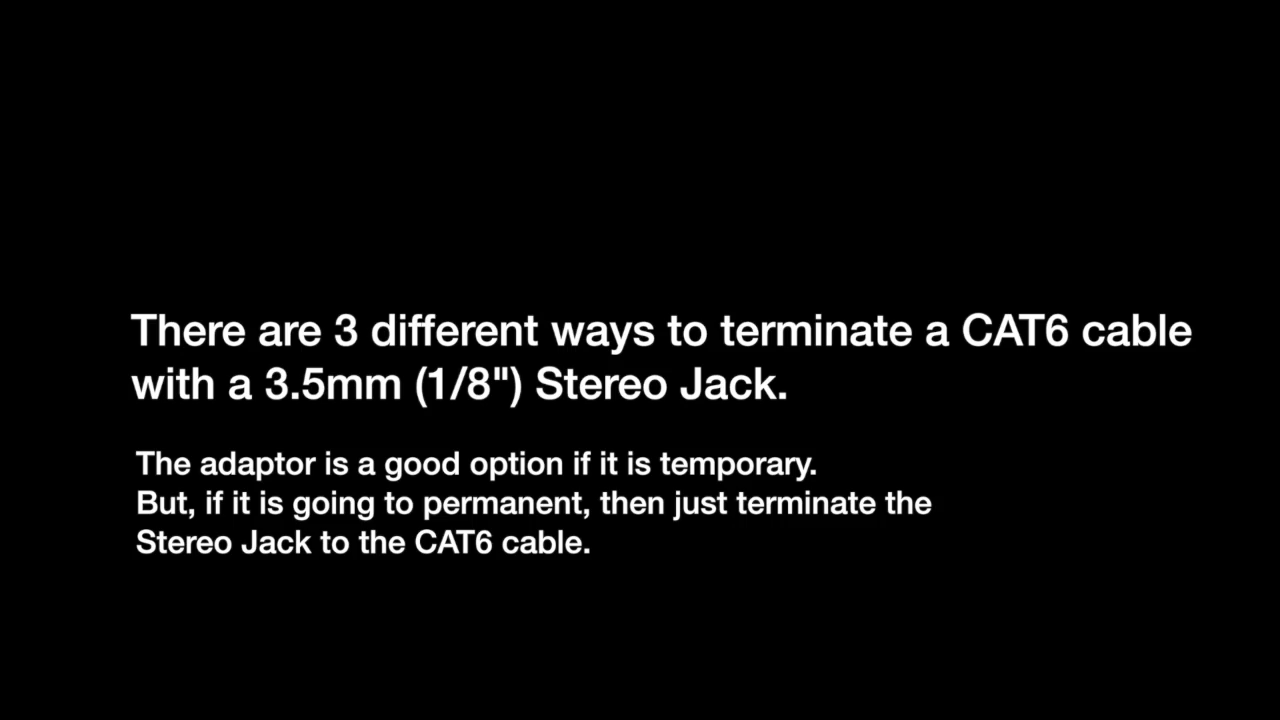 There are 3 different ways to terminate a CAT6 cable
with a 3.5mm (1/8") Stereo Jack.
The adaptor is a good option if it is temporary.
But, if it is going to permanent, then just terminate the
Stereo Jack to the CAT6 cable.